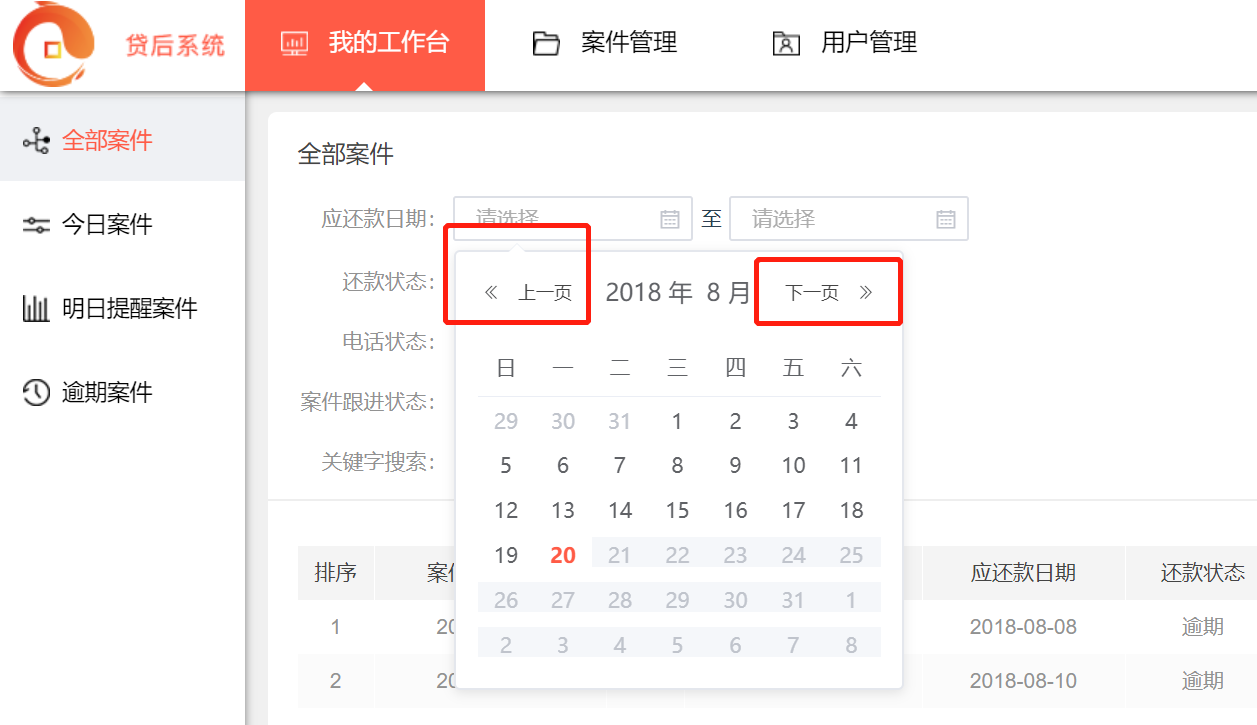 贷后系统
我的工作台
案件管理
用户管理
全部案件
今日案件
明日提醒案件
逾期案件
全部案件
应还款日期： 请选择 至 请选择
还款状态：
电话状态：
案件跟进状态：
关键字搜索：
« 上一页 2018 年 8 月 下一页 »
日 一 二 三 四 五 六
29 30 31 1 2 3 4
5 6 7 8 9 10 11
12 13 14 15 16 17 18
19 20 21 22 23 24 25
26 27 28 29 30 31 1
2 3 4 5 6 7 8
排序 应还款日期 还款状态
1 20 2018-08-08 逾期
2 20 2018-08-10 逾期